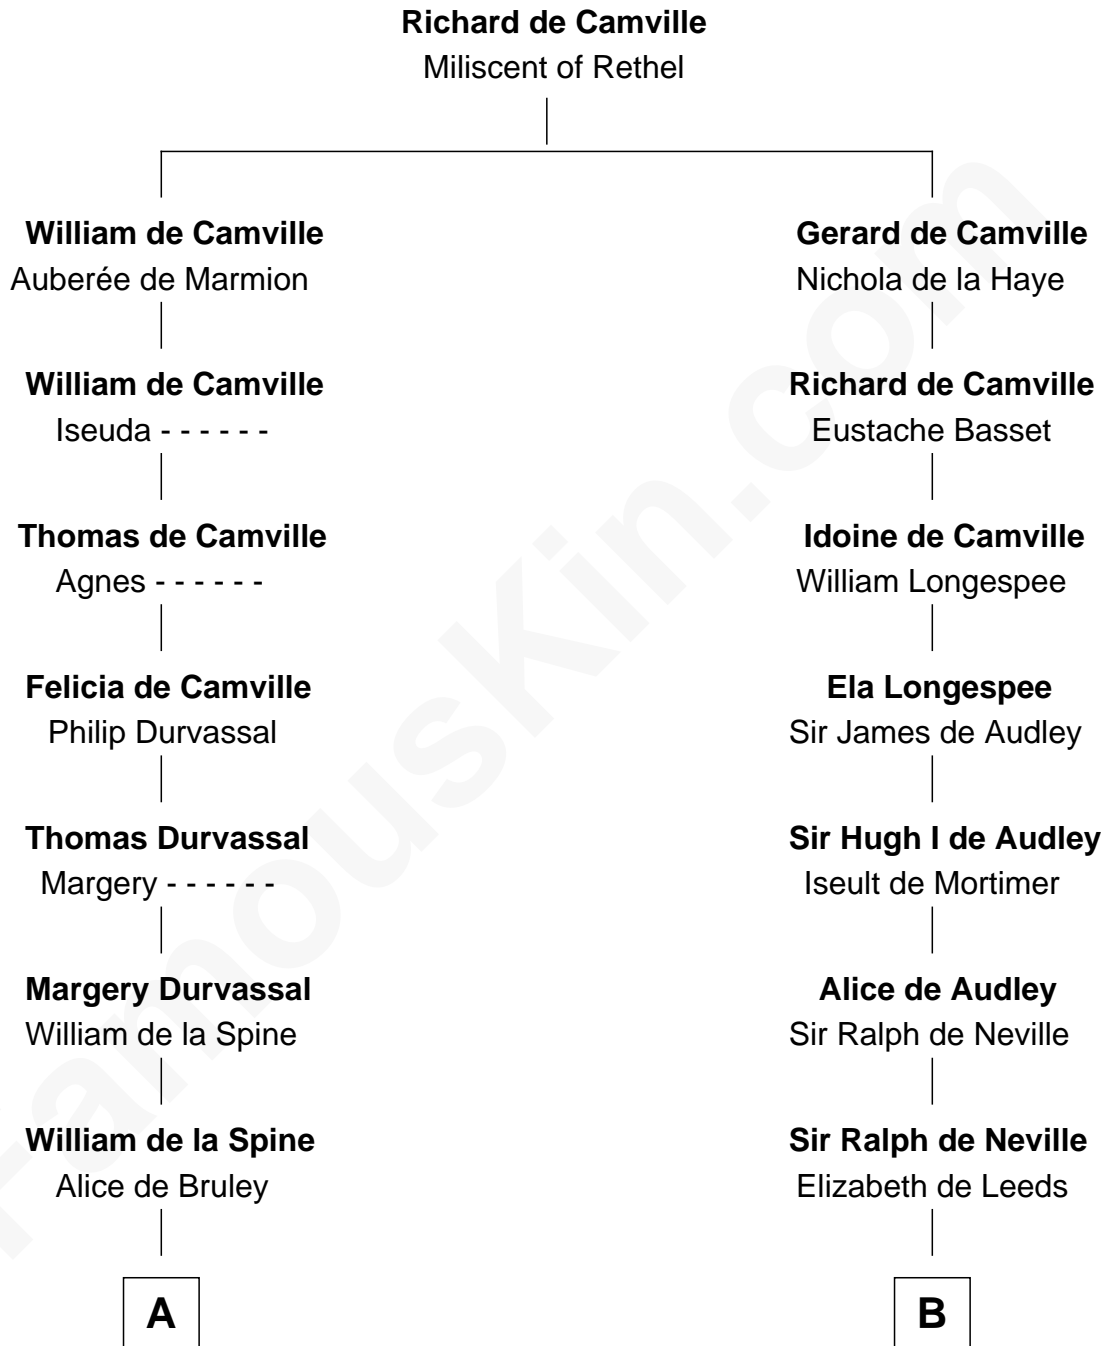 Richard de Camville
Miliscent of Rethel
William de Camville
Auberée de Marmion
William de Camville
Iseuda - - - - - -
Thomas de Camville
Agnes - - - - - -
Felicia de Camville
Philip Durvassal
Thomas Durvassal
Margery - - - - - -
Margery Durvassal
William de la Spine
William de la Spine
Alice de Bruley
A
Gerard de Camville
Nichola de la Haye
Richard de Camville
Eustache Basset
Idoine de Camville
William Longespee
Ela Longespee
Sir James de Audley
Sir Hugh I de Audley
Iseult de Mortimer
Alice de Audley
Sir Ralph de Neville
Sir Ralph de Neville
Elizabeth de Leeds
B
FamousKin.com